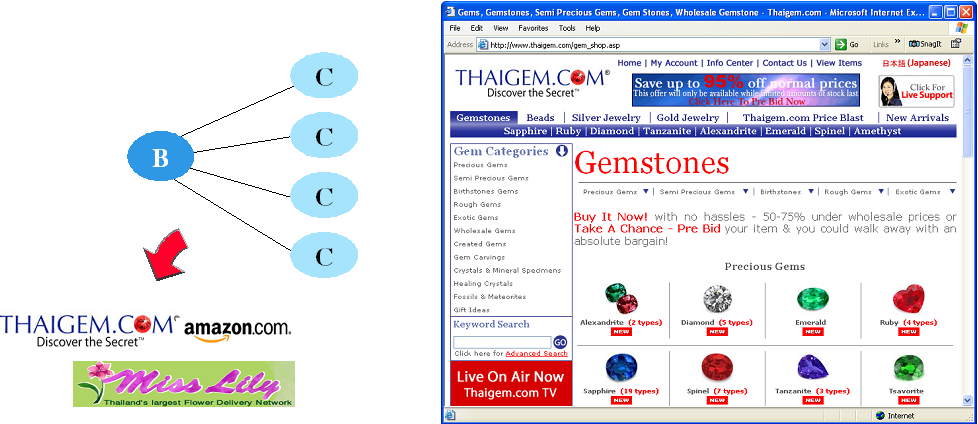 C
C
B
C
C
THAIGEM.COM®
Discover the Secret™
amazon.com.
Miss Lily
Thailand's largest Flower Delivery Network
Gems, Gemstones, Semi Precious Gems, Gem Stones, Wholesale Gemstone - Thaigem.com - Microsoft Internet Ex...
File Edit View Favorites Tools Help
Address http://www.thaigem.com/gem_shop.asp Go Links » SnagIt
Home | My Account | Info Center | Contact Us | View Items 日本語 (Japanese)
THAIGEM.COM®
Discover the Secret™
Save up to 95% off normal prices
This offer will only be available while limited amounts of stock last
Click Here To Pre Bid Now
Click For
Live Support
Gemstones Beads | Silver Jewelry | Gold Jewelry | Thaigem.com Price Blast | New Arrivals
Sapphire | Ruby | Diamond | Tanzanite | Alexandrite | Emerald | Spinel | Amethyst
Gem Categories
Precious Gems
Semi Precious Gems
Birthstones Gems
Rough Gems
Exotic Gems
Wholesale Gems
Created Gems
Gem Carvings
Crystals & Mineral Specimens
Healing Crystals
Fossils & Meteorites
Gift Ideas
Keyword Search
GO
Click here for Advanced Search
Live On Air Now
Thaigem.com TV
Gemstones
Precious Gems | Semi Precious Gems | Birthstones | Rough Gems | Exotic Gems
Buy It Now! with no hassles - 50-75% under wholesale prices or
Take A Chance - Pre Bid your item & you could walk away with an
absolute bargain!
Precious Gems
Alexandrite (2 types) Diamond (5 types) Emerald Ruby (4 types)
NEW NEW NEW
Sapphire (19 types) Spinel (7 types) Tanzanite (3 types) Tsavorite
NEW NEW NEW
Internet